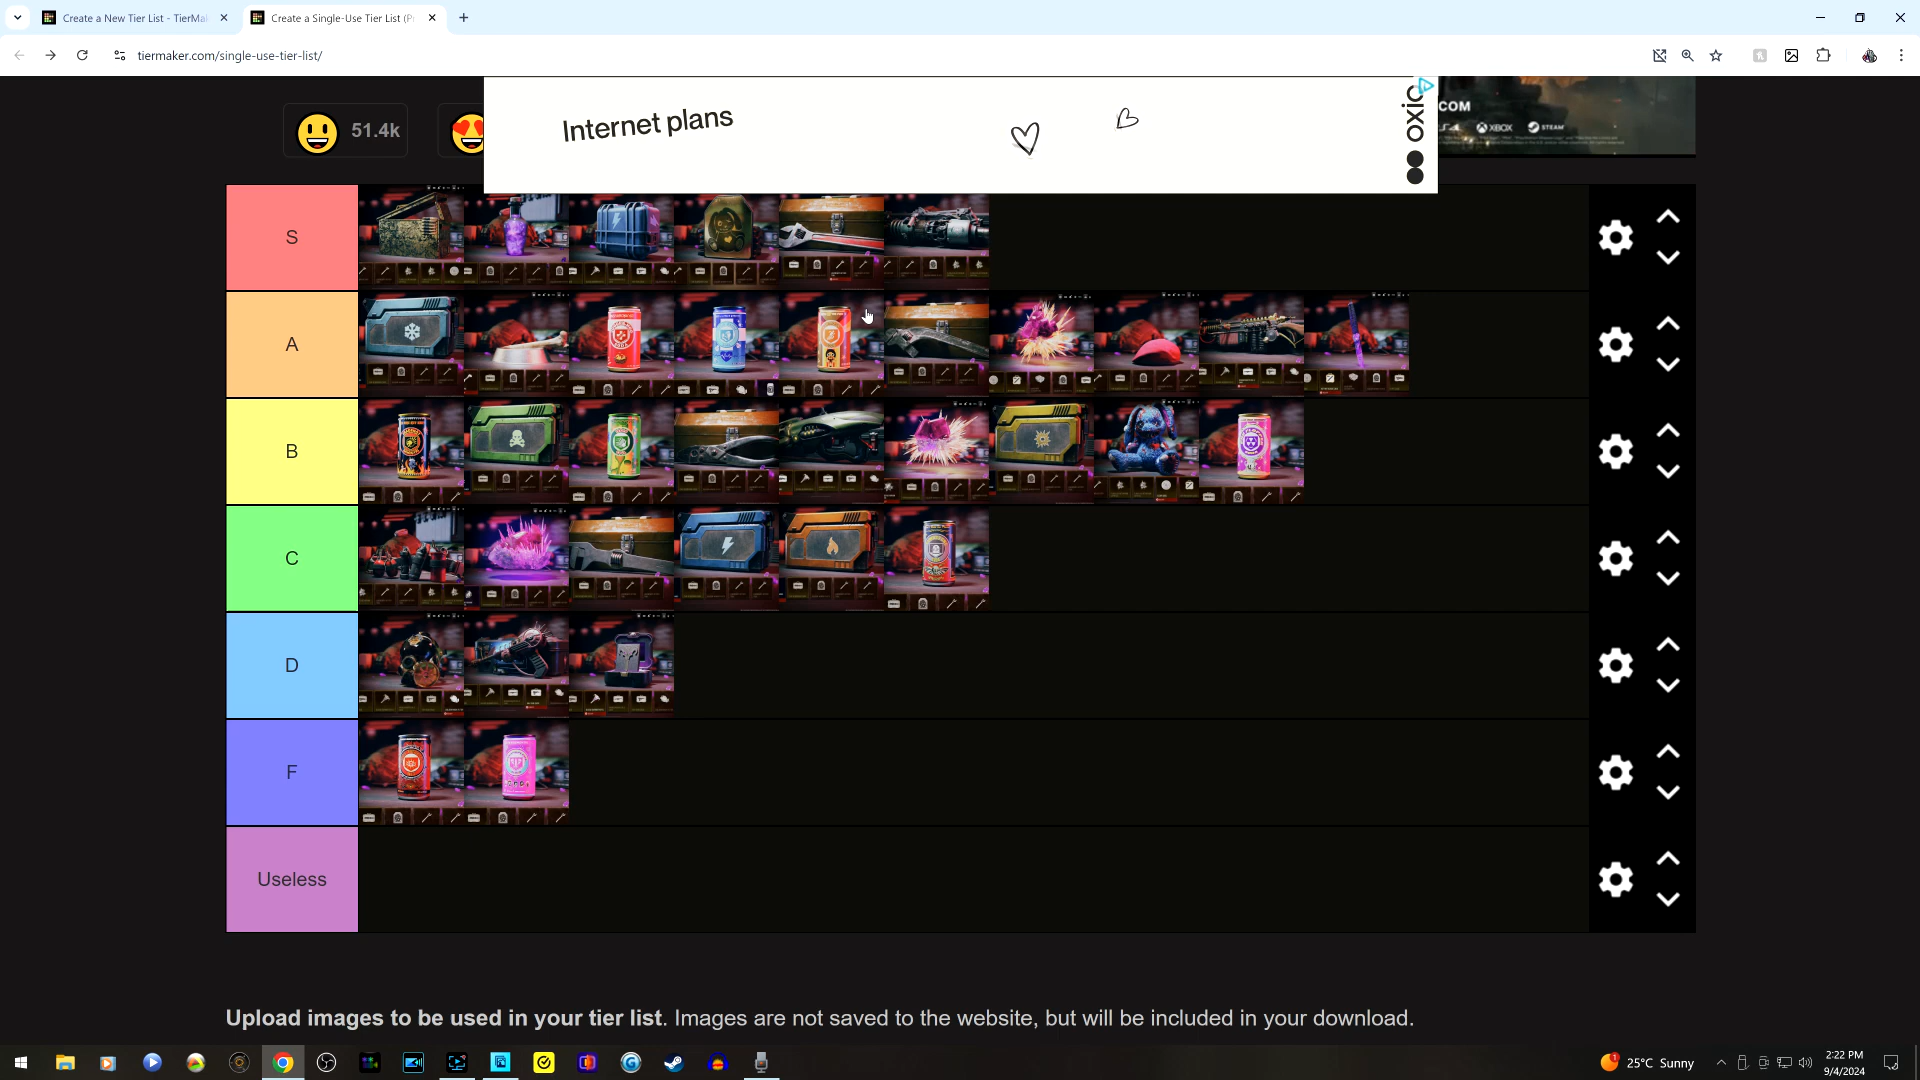 Create a New Tier List - TierMa
Create a Single-Use Tier List (P
tiermaker.com/single-use-tier-list/
51.4k
Internet plans
oxio
COM
XBOX
STEAM
S
A
B
C
D
F
Useless
Upload images to be used in your tier list. Images are not saved to the website, but will be included in your download.
25°C Sunny
2:22 PM
9/4/2024